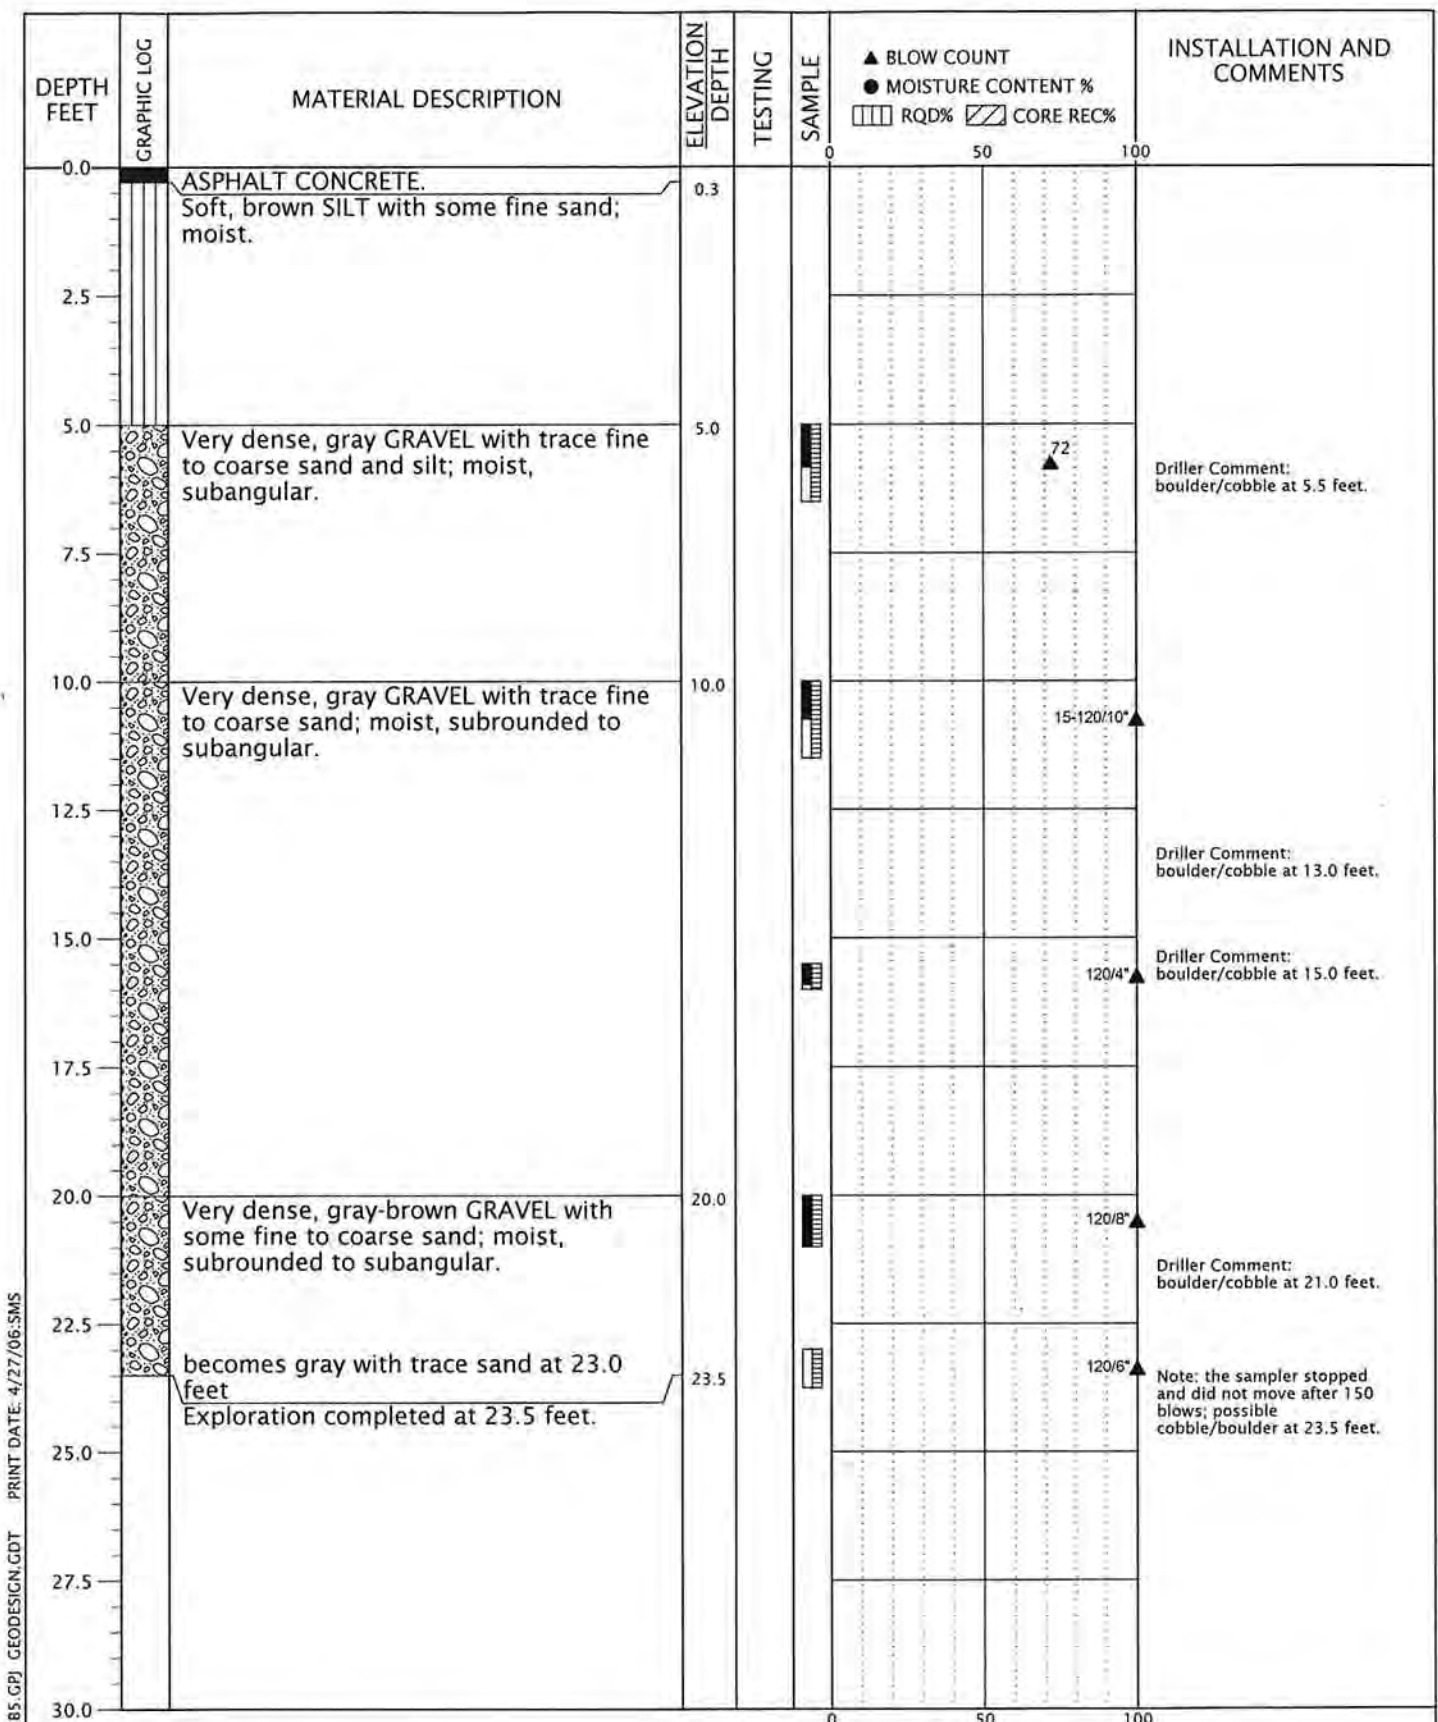 DEPTH
FEET
GRAPHIC LOG
MATERIAL DESCRIPTION
ELEVATION
DEPTH
TESTING
SAMPLE
▲ BLOW COUNT
● MOISTURE CONTENT %
RQD% CORE REC%
INSTALLATION AND
COMMENTS
0 50 100
0.0
ASPHALT CONCRETE.
0.3
Soft, brown SILT with some fine sand;
moist.
2.5
5.0
Very dense, gray GRAVEL with trace fine
to coarse sand and silt; moist,
subangular.
5.0
72
Driller Comment:
boulder/cobble at 5.5 feet.
7.5
10.0
Very dense, gray GRAVEL with trace fine
to coarse sand; moist, subrounded to
subangular.
10.0
15-120/10"
12.5
Driller Comment:
boulder/cobble at 13.0 feet.
15.0
120/4"
Driller Comment:
boulder/cobble at 15.0 feet.
17.5
20.0
Very dense, gray-brown GRAVEL with
some fine to coarse sand; moist,
subrounded to subangular.
20.0
120/8"
Driller Comment:
boulder/cobble at 21.0 feet.
22.5
becomes gray with trace sand at 23.0
feet
23.5
Exploration completed at 23.5 feet.
120/6"
Note: the sampler stopped
and did not move after 150
blows; possible
cobble/boulder at 23.5 feet.
25.0
27.5
30.0
0 50 100
BS.GPJ GEODESIGN.GDT PRINT DATE: 4/27/06:SMS